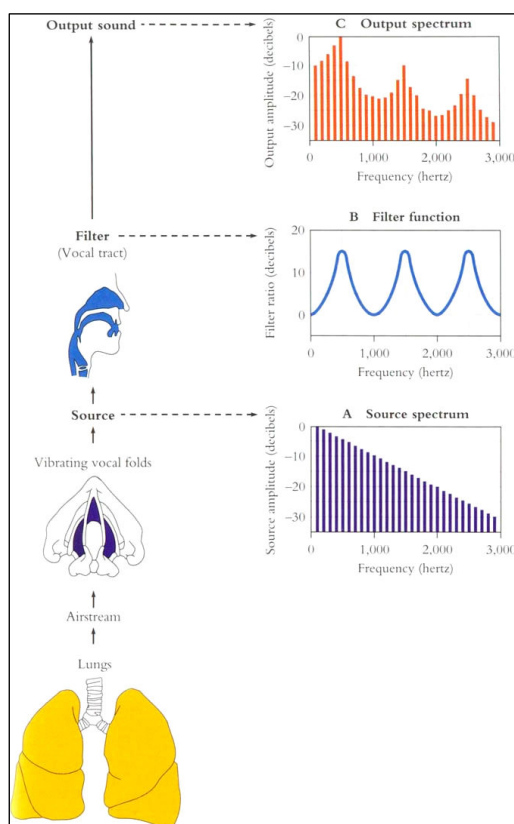 Output sound
C Output spectrum
Output amplitude (decibels)
0
−10
−20
−30
0 1,000 2,000 3,000
Frequency (hertz)
Filter
(Vocal tract)
B Filter function
Filter ratio (decibels)
20
10
0
0 1,000 2,000 3,000
Frequency (hertz)
Source
A Source spectrum
Source amplitude (decibels)
0
−10
−20
−30
0 1,000 2,000 3,000
Frequency (hertz)
Vibrating vocal folds
Airstream
Lungs